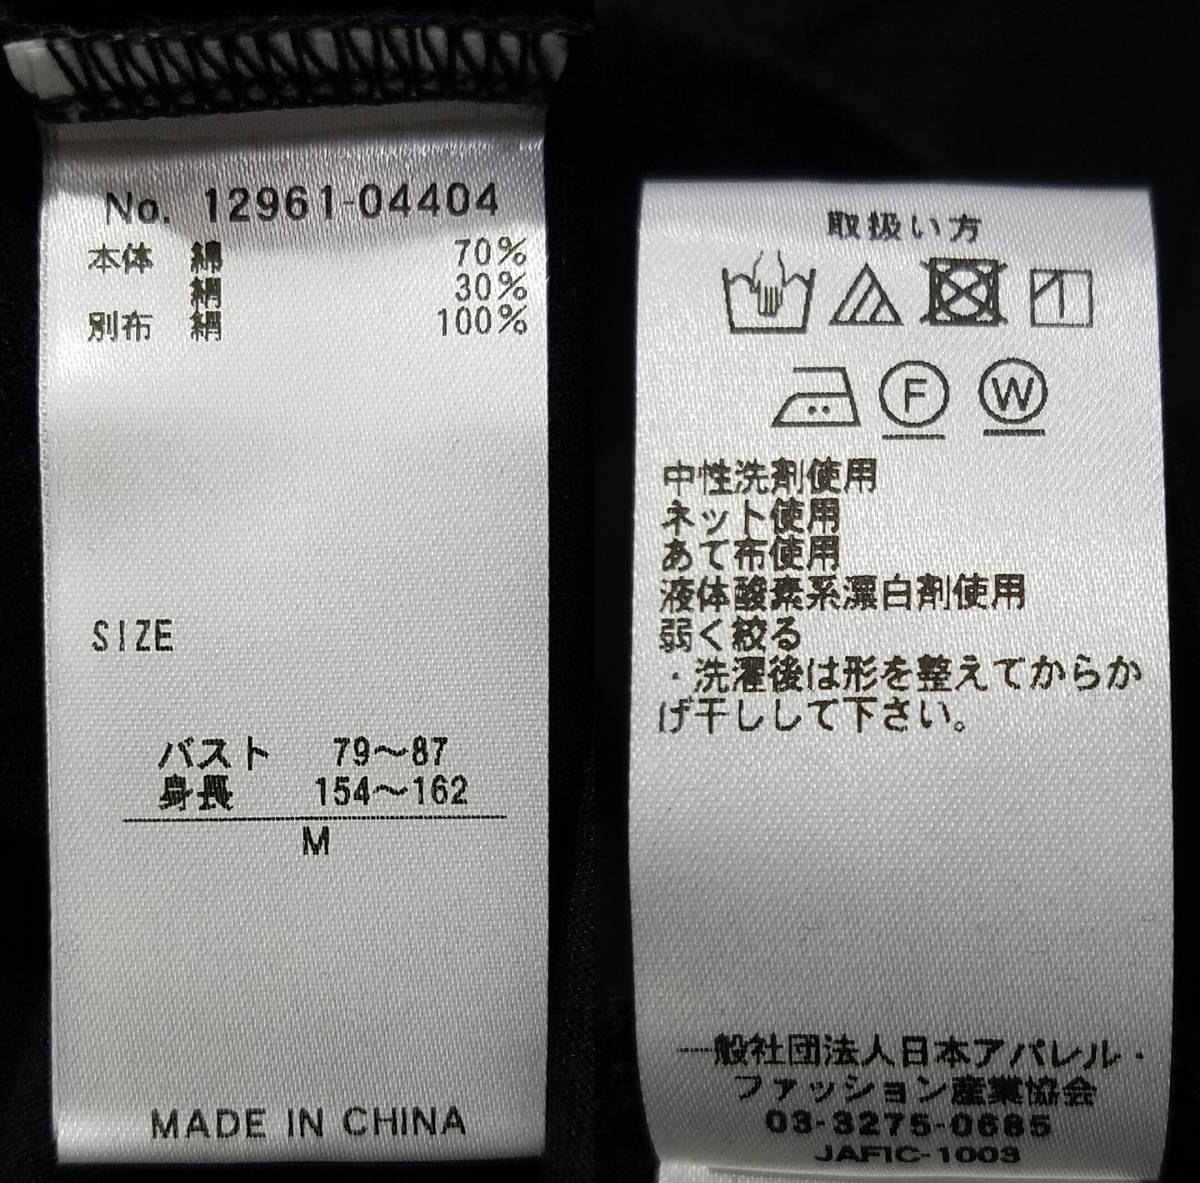 No. 12961-04404
本体 綿 70%
絹 30%
別布 絹 100%
SIZE
バスト 79～87
身長 154～162
M
MADE IN CHINA
取扱い方
F W
中性洗剤使用
ネット使用
あて布使用
液体酸素系漂白剤使用
弱く絞る
・洗濯後は形を整えてからか
げ干しして下さい。
一般社団法人日本アパレル・
ファッション産業協会
03-3275-0685
JAFIC-1003